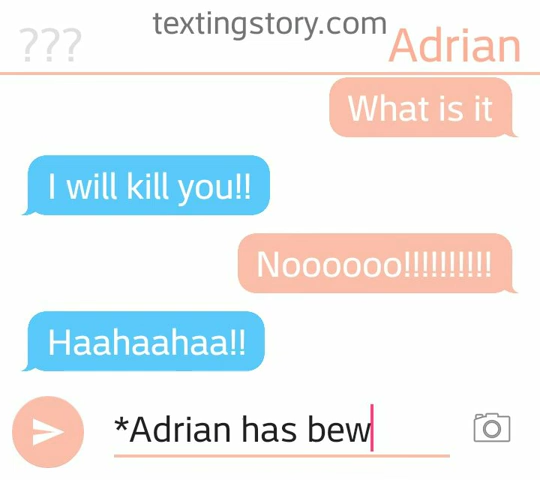 textingstory.com
??? Adrian
What is it
I will kill you!!
Noooooo!!!!!!!!!!
Haahaahaa!!
*Adrian has bew